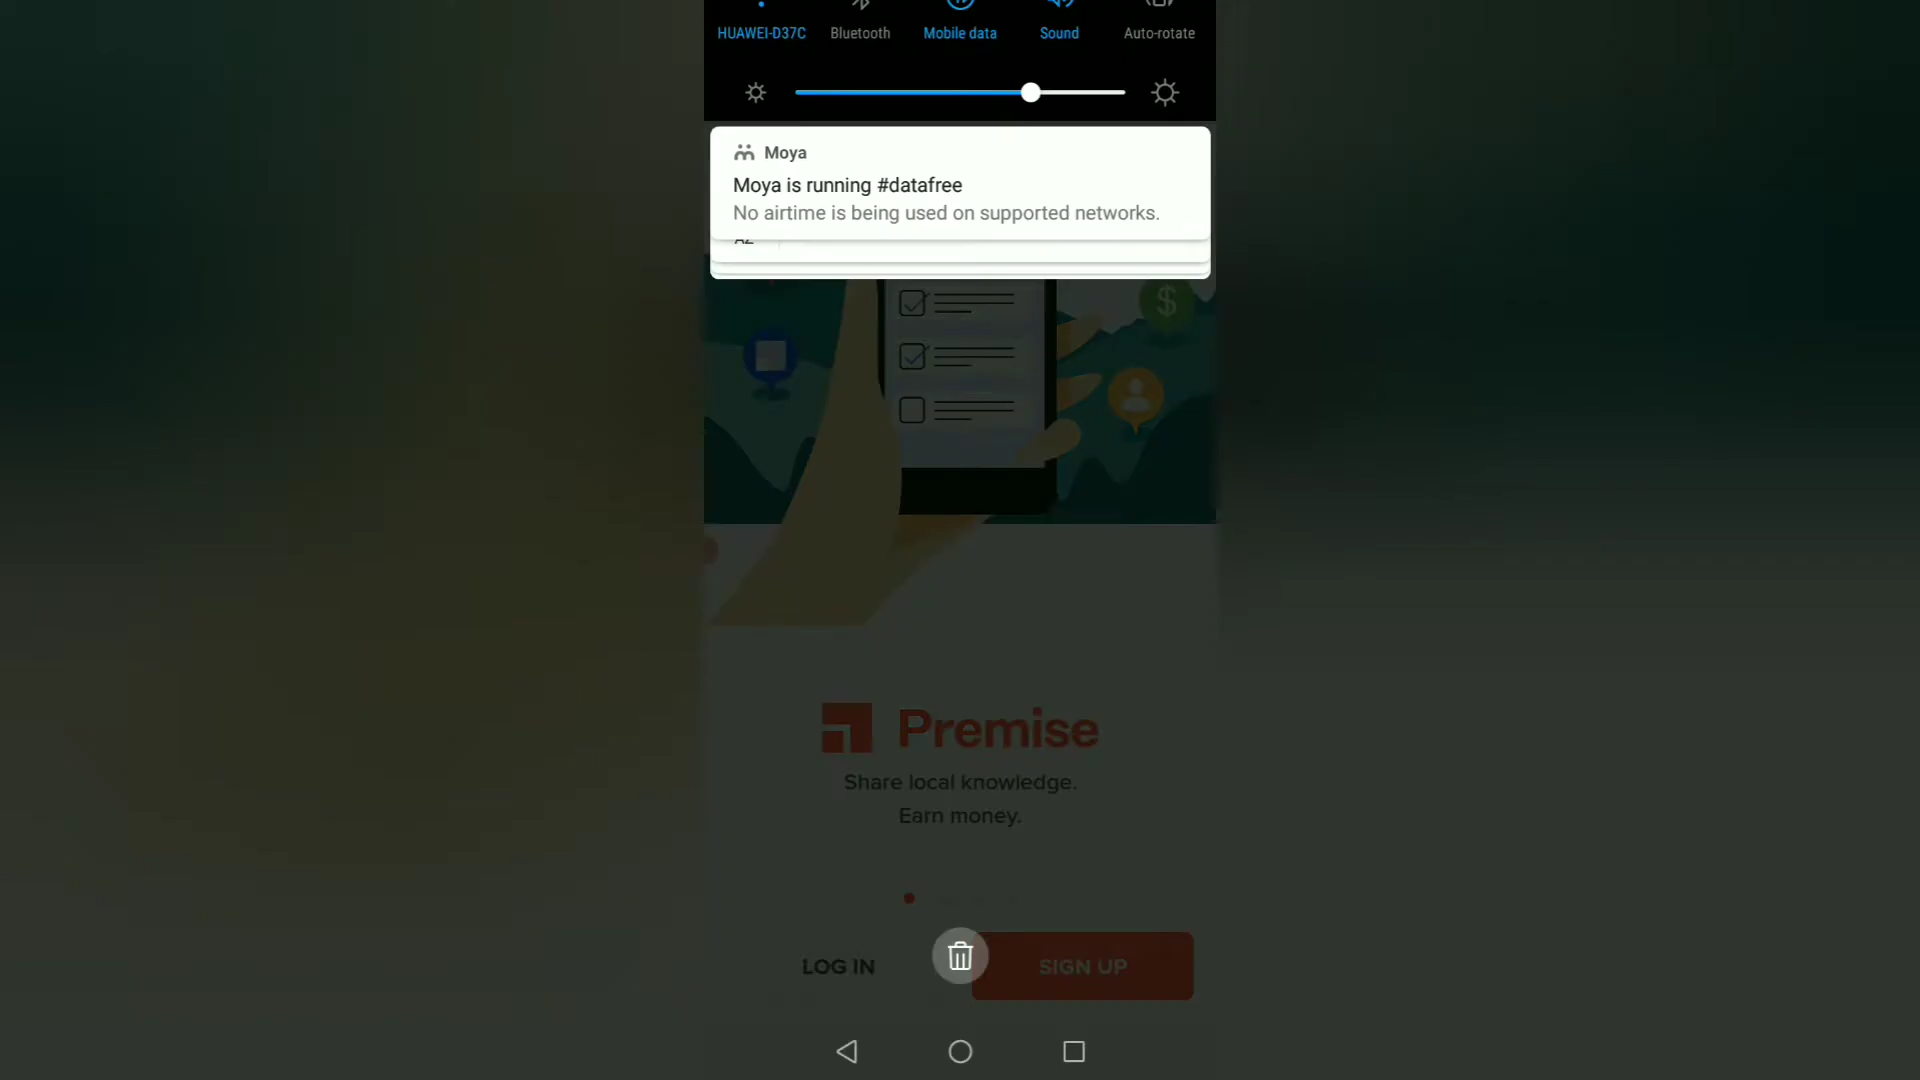 HUAWEI-D37C Bluetooth Mobile data Sound Auto-rotate
Moya
Moya is running #datafree
No airtime is being used on supported networks.
Premise
Share local knowledge.
Earn money.
LOG IN SIGN UP